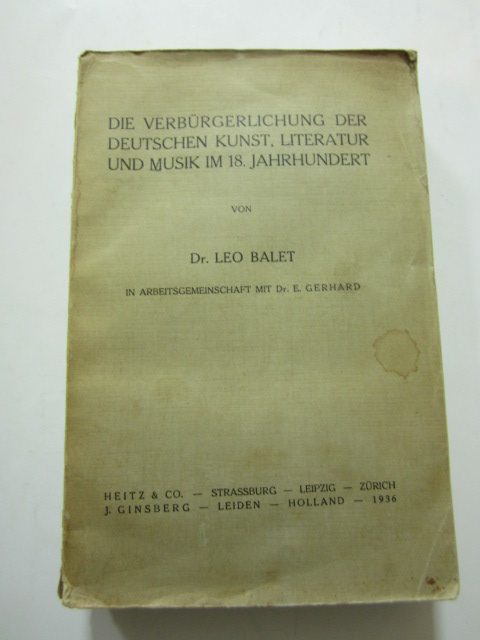 DIE VERBÜRGERLICHUNG DER
DEUTSCHEN KUNST, LITERATUR
UND MUSIK IM 18. JAHRHUNDERT
VON
Dr. LEO BALET
IN ARBEITSGEMEINSCHAFT MIT Dr. E. GERHARD
HEITZ & CO. — STRASSBURG — LEIPZIG — ZÜRICH
J. GINSBERG — LEIDEN — HOLLAND — 1936